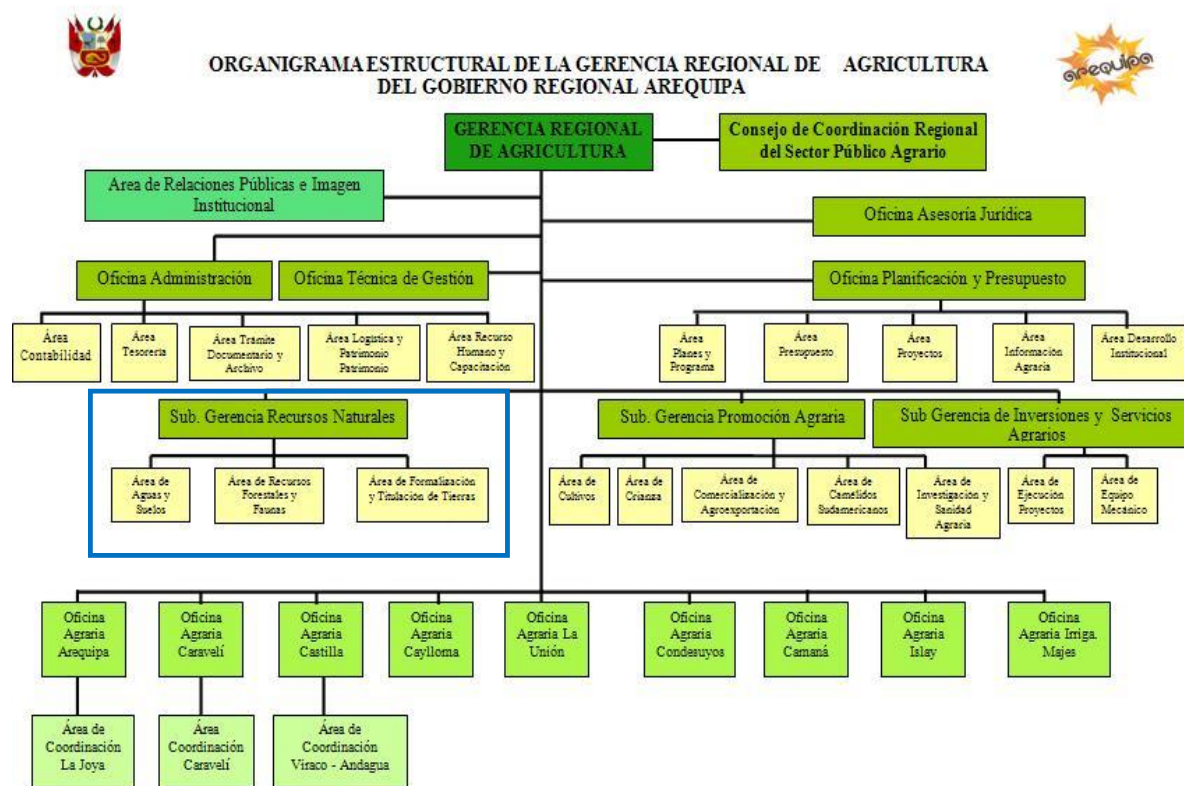 ORGANIGRAMA ESTRUCTURAL DE LA GERENCIA REGIONAL DE AGRICULTURA
DEL GOBIERNO REGIONAL AREQUIPA
arequipa
GERENCIA REGIONAL
DE AGRICULTURA
Consejo de Coordinación Regional
del Sector Público Agrario
Area de Relaciones Públicas e Imagen
Institucional
Oficina Asesoría Jurídica
Oficina Administración
Oficina Técnica de Gestión
Oficina Planificación y Presupuesto
Área
Contabilidad
Área
Tesorería
Área Trámite
Documentario y
Archivo
Área Logística y
Patrimonio
Patrimonio
Área Recurso
Humano y
Capacitación
Área
Planes y
Programa
Área
Presupuesto
Área
Proyectos
Área
Información
Agraria
Área Desarrollo
Institucional
Sub. Gerencia Recursos Naturales
Sub. Gerencia Promoción Agraria
Sub Gerencia de Inversiones y Servicios
Agrarios
Área de
Aguas y
Suelos
Área de Recursos
Forestales y
Faunas
Área de Formalización
y Titulación de Tierras
Área de
Cultivos
Área de
Crianza
Área de
Comercialización y
Agroexportación
Área de
Camélidos
Sudamericanos
Área de
Investigación y
Sanidad
Agraria
Área de
Ejecución
Proyectos
Área de
Equipo
Mecánico
Oficina
Agraria
Arequipa
Oficina
Agraria
Caravelí
Oficina
Agraria
Castilla
Oficina
Agraria
Caylloma
Oficina
Agraria La
Unión
Oficina
Agraria
Condesuyos
Oficina
Agraria
Camaná
Oficina
Agraria
Islay
Oficina
Agraria Irriga.
Majes
Área de
Coordinación
La Joya
Área
Coordinación
Caravelí
Área de
Coordinación
Viraco - Andagua